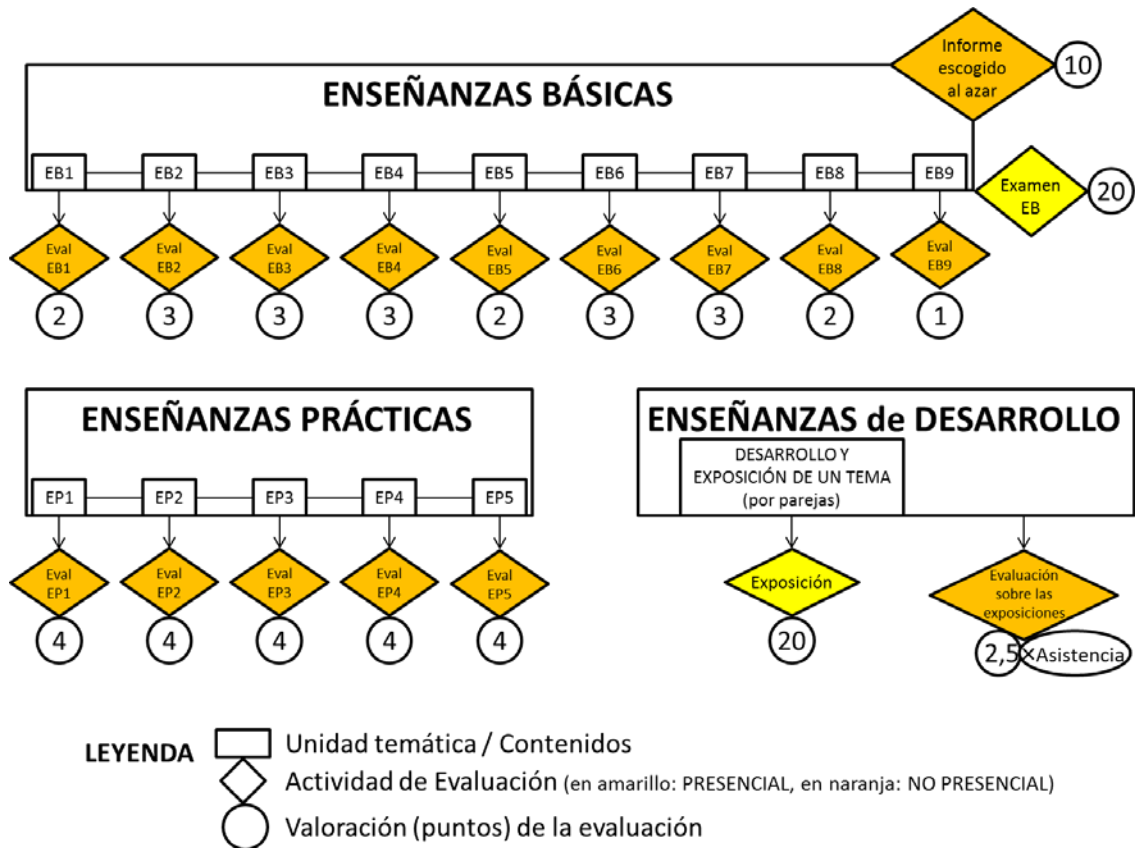 Informe
escogido
al azar
10
ENSEÑANZAS BÁSICAS
EB1
EB2
EB3
EB4
EB5
EB6
EB7
EB8
EB9
Examen
EB
20
Eval
EB1
Eval
EB2
Eval
EB3
Eval
EB4
Eval
EB5
Eval
EB6
Eval
EB7
Eval
EB8
Eval
EB9
2
3
3
3
2
3
3
2
1
ENSEÑANZAS PRÁCTICAS
EP1
EP2
EP3
EP4
EP5
Eval
EP1
Eval
EP2
Eval
EP3
Eval
EP4
Eval
EP5
4
4
4
4
4
ENSEÑANZAS de DESARROLLO
DESARROLLO Y
EXPOSICIÓN DE UN TEMA
(por parejas)
Exposición
20
Evaluación
sobre las
exposiciones
2,5×Asistencia
LEYENDA
Unidad temática / Contenidos
Actividad de Evaluación (en amarillo: PRESENCIAL, en naranja: NO PRESENCIAL)
Valoración (puntos) de la evaluación